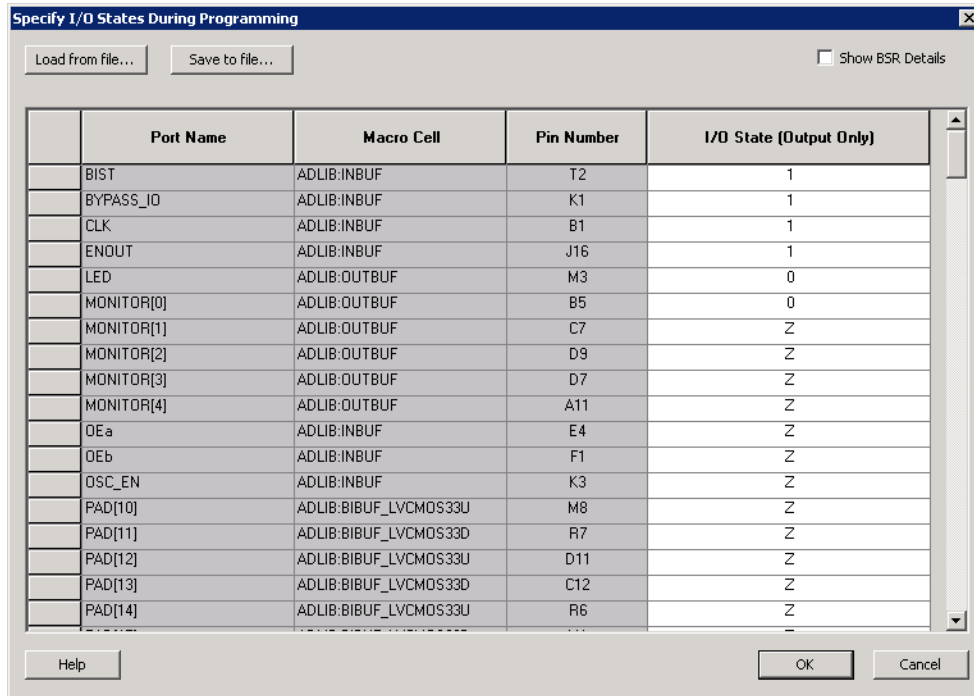 Specify I/O States During Programming
Load from file... Save to file... Show BSR Details
Port Name Macro Cell Pin Number I/O State (Output Only)
BIST ADLIB:INBUF T2 1
BYPASS_IO ADLIB:INBUF K1 1
CLK ADLIB:INBUF B1 1
ENOUT ADLIB:INBUF J16 1
LED ADLIB:OUTBUF M3 0
MONITOR[0] ADLIB:OUTBUF B5 0
MONITOR[1] ADLIB:OUTBUF C7 Z
MONITOR[2] ADLIB:OUTBUF D9 Z
MONITOR[3] ADLIB:OUTBUF D7 Z
MONITOR[4] ADLIB:OUTBUF A11 Z
OEa ADLIB:INBUF E4 Z
OEb ADLIB:INBUF F1 Z
OSC_EN ADLIB:INBUF K3 Z
PAD[10] ADLIB:BIBUF_LVCMOS33U M8 Z
PAD[11] ADLIB:BIBUF_LVCMOS33D R7 Z
PAD[12] ADLIB:BIBUF_LVCMOS33U D11 Z
PAD[13] ADLIB:BIBUF_LVCMOS33D C12 Z
PAD[14] ADLIB:BIBUF_LVCMOS33U R6 Z
Help OK Cancel